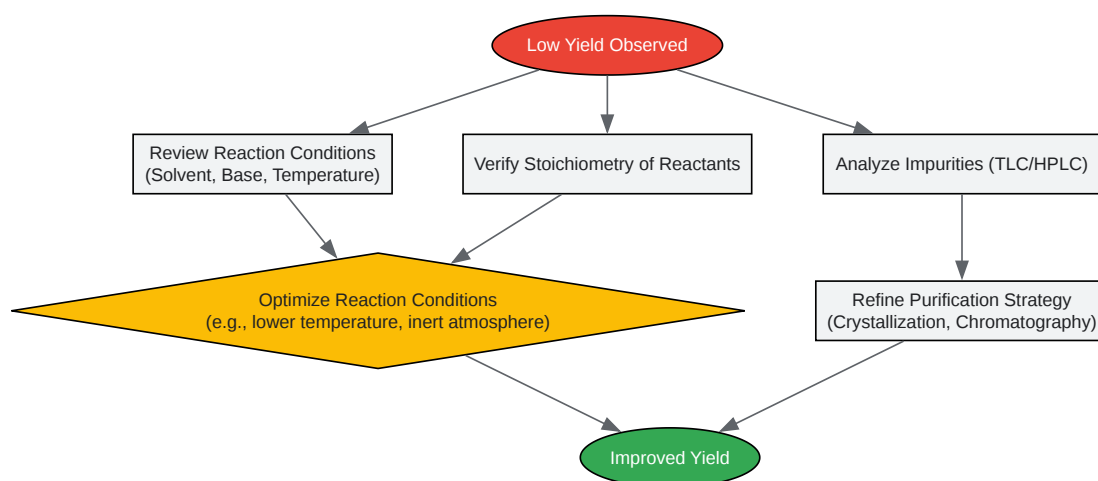 Low Yield Observed
Review Reaction Conditions
(Solvent, Base, Temperature)
Verify Stoichiometry of Reactants
Analyze Impurities (TLC/HPLC)
Optimize Reaction Conditions
(e.g., lower temperature, inert atmosphere)
Refine Purification Strategy
(Crystallization, Chromatography)
Improved Yield